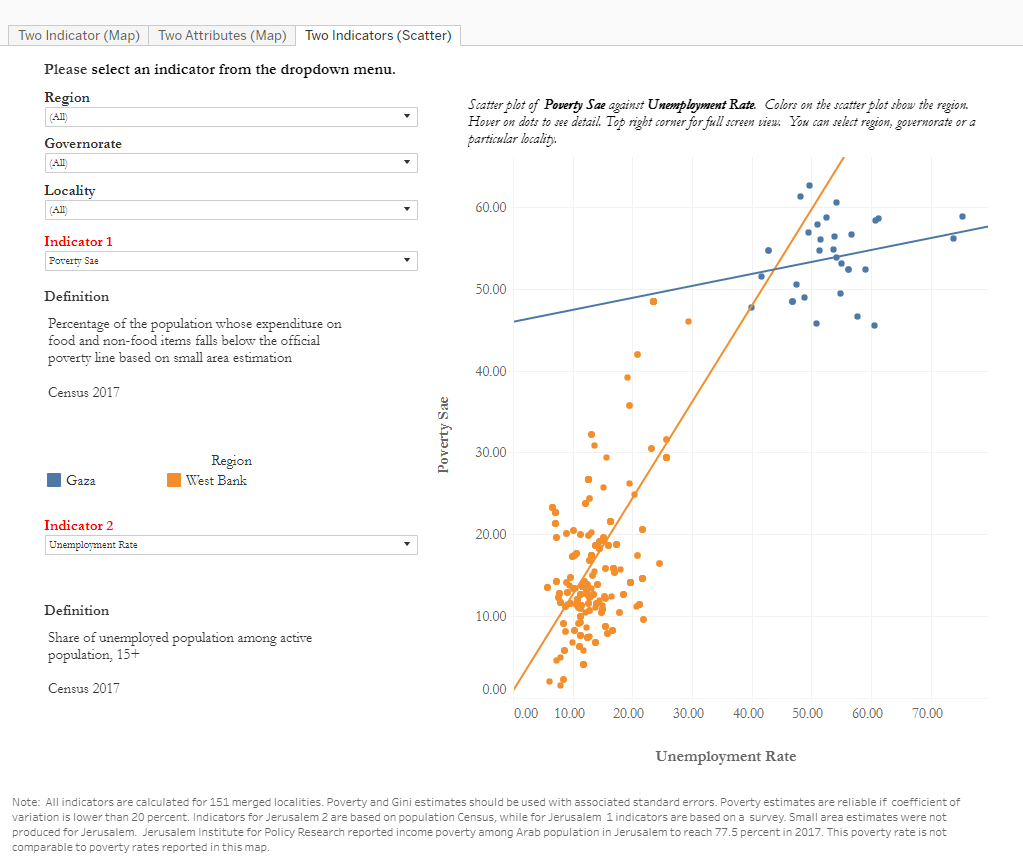 Two Indicator (Map)
Two Attributes (Map)
Two Indicators (Scatter)
Please select an indicator from the dropdown menu.
Region
(All)
Governorate
(All)
Locality
(All)
Indicator 1
Poverty Sae
Definition
Percentage of the population whose expenditure on
food and non-food items falls below the official
poverty line based on small area estimation
Census 2017
Region
Gaza
West Bank
Indicator 2
Unemployment Rate
Definition
Share of unemployed population among active
population, 15+
Census 2017
Scatter plot of Poverty Sae against Unemployment Rate. Colors on the scatter plot show the region.
Hover on dots to see detail. Top right corner for full screen view. You can select region, governorate or a
particular locality.
Poverty Sae
60.00
50.00
40.00
30.00
20.00
10.00
0.00
0.00 10.00 20.00 30.00 40.00 50.00 60.00 70.00
Unemployment Rate
Note: All indicators are calculated for 151 merged localities. Poverty and Gini estimates should be used with associated standard errors. Poverty estimates are reliable if coefficient of
variation is lower than 20 percent. Indicators for Jerusalem 2 are based on population Census, while for Jerusalem 1 indicators are based on a survey. Small area estimates were not
produced for Jerusalem. Jerusalem Institute for Policy Research reported income poverty among Arab population in Jerusalem to reach 77.5 percent in 2017. This poverty rate is not
comparable to poverty rates reported in this map.